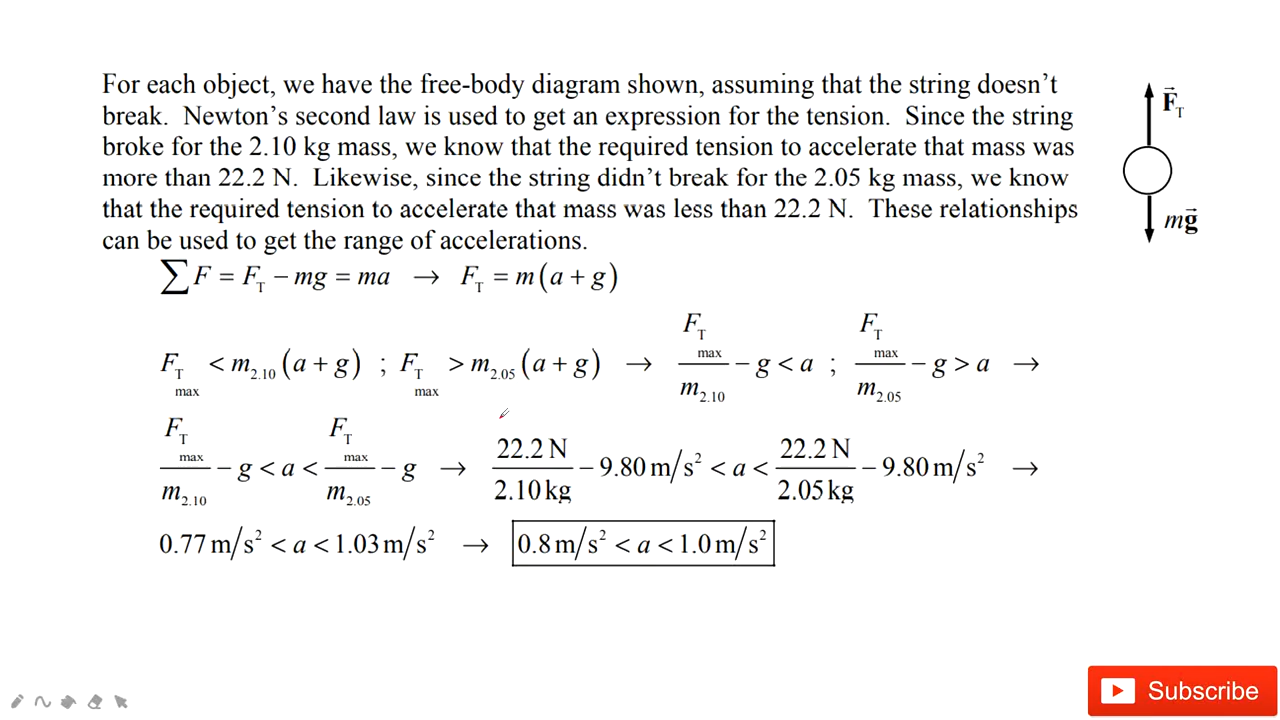 For each object, we have the free-body diagram shown, assuming that the string doesn't
break. Newton's second law is used to get an expression for the tension. Since the string
broke for the 2.10 kg mass, we know that the required tension to accelerate that mass was
more than 22.2 N. Likewise, since the string didn't break for the 2.05 kg mass, we know
that the required tension to accelerate that mass was less than 22.2 N. These relationships
can be used to get the range of accelerations.
F⃗_T
mg⃗
∑F = F_T − mg = ma → F_T = m(a + g)
F_T max < m_2.10 (a + g) ; F_T max > m_2.05 (a + g) → F_T max / m_2.10 − g < a ; F_T max / m_2.05 − g > a →
F_T max / m_2.10 − g < a < F_T max / m_2.05 − g → 22.2 N / 2.10 kg − 9.80 m/s² < a < 22.2 N / 2.05 kg − 9.80 m/s² →
0.77 m/s² < a < 1.03 m/s² → 0.8 m/s² < a < 1.0 m/s²
Subscribe